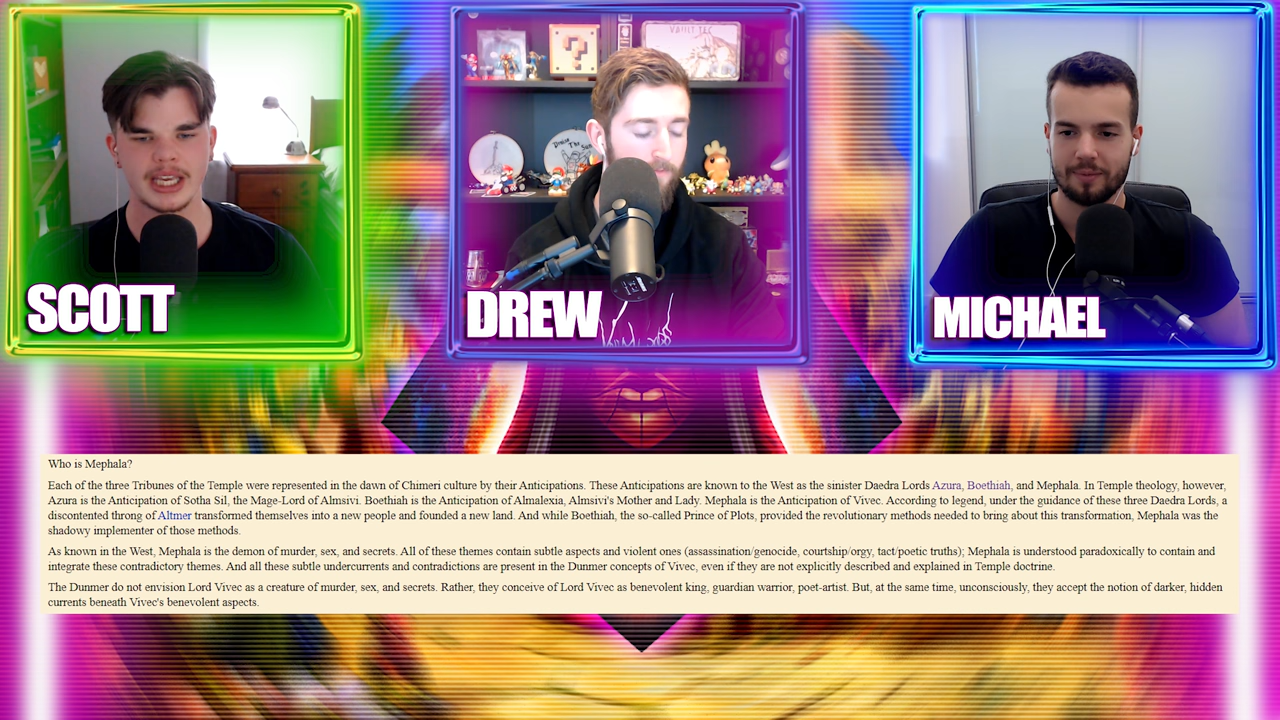 VAULT-TEC
SCOTT
DREW
MICHAEL
Who is Mephala?
Each of the three Tribunes of the Temple were represented in the dawn of Chimeri culture by their Anticipations. These Anticipations are known to the West as the sinister Daedra Lords Azura, Boethiah, and Mephala. In Temple theology, however,
Azura is the Anticipation of Sotha Sil, the Mage-Lord of Almsivi. Boethiah is the Anticipation of Almalexia, Almsivi's Mother and Lady. Mephala is the Anticipation of Vivec. According to legend, under the guidance of these three Daedra Lords, a
discontented throng of Altmer transformed themselves into a new people and founded a new land. And while Boethiah, the so-called Prince of Plots, provided the revolutionary methods needed to bring about this transformation, Mephala was the
shadowy implementer of those methods.
As known in the West, Mephala is the demon of murder, sex, and secrets. All of these themes contain subtle aspects and violent ones (assassination/genocide, courtship/orgy, tact/poetic truths); Mephala is understood paradoxically to contain and
integrate these contradictory themes. And all these subtle undercurrents and contradictions are present in the Dunmer concepts of Vivec, even if they are not explicitly described and explained in Temple doctrine.
The Dunmer do not envision Lord Vivec as a creature of murder, sex, and secrets. Rather, they conceive of Lord Vivec as benevolent king, guardian warrior, poet-artist. But, at the same time, unconsciously, they accept the notion of darker, hidden
currents beneath Vivec's benevolent aspects.